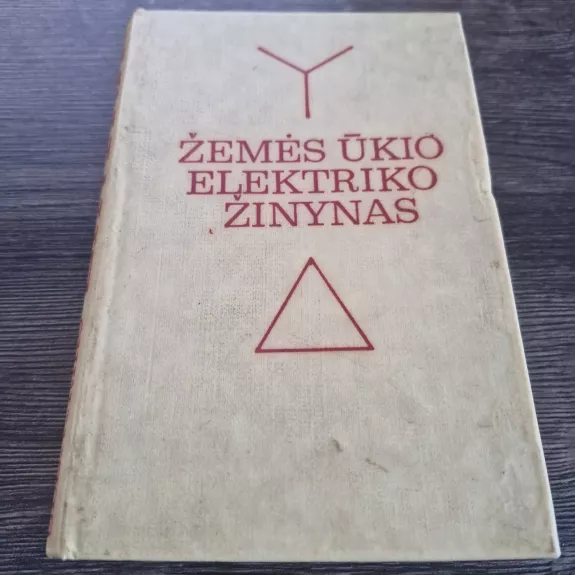 ŽEMĖS ŪKIO
ELEKTRIKO
ŽINYNAS